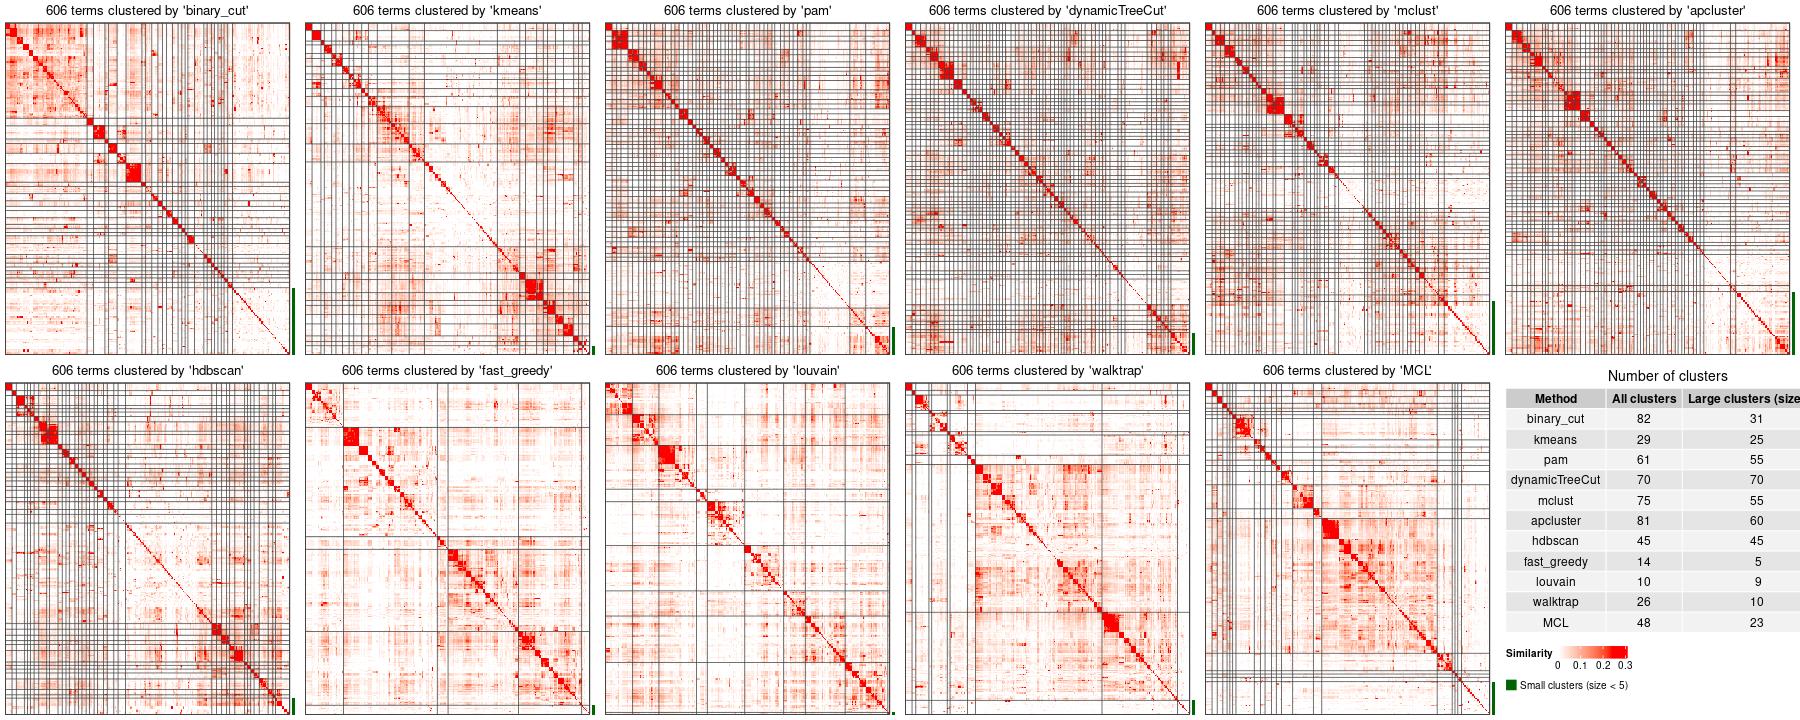 606 terms clustered by 'binary_cut'
606 terms clustered by 'kmeans'
606 terms clustered by 'pam'
606 terms clustered by 'dynamicTreeCut'
606 terms clustered by 'mclust'
606 terms clustered by 'apcluster'
606 terms clustered by 'hdbscan'
606 terms clustered by 'fast_greedy'
606 terms clustered by 'louvain'
606 terms clustered by 'walktrap'
606 terms clustered by 'MCL'
Number of clusters
Method All clusters Large clusters (size
binary_cut 82 31
kmeans 29 25
pam 61 55
dynamicTreeCut 70 70
mclust 75 55
apcluster 81 60
hdbscan 45 45
fast_greedy 14 5
louvain 10 9
walktrap 26 10
MCL 48 23
Similarity
0 0.1 0.2 0.3
Small clusters (size < 5)